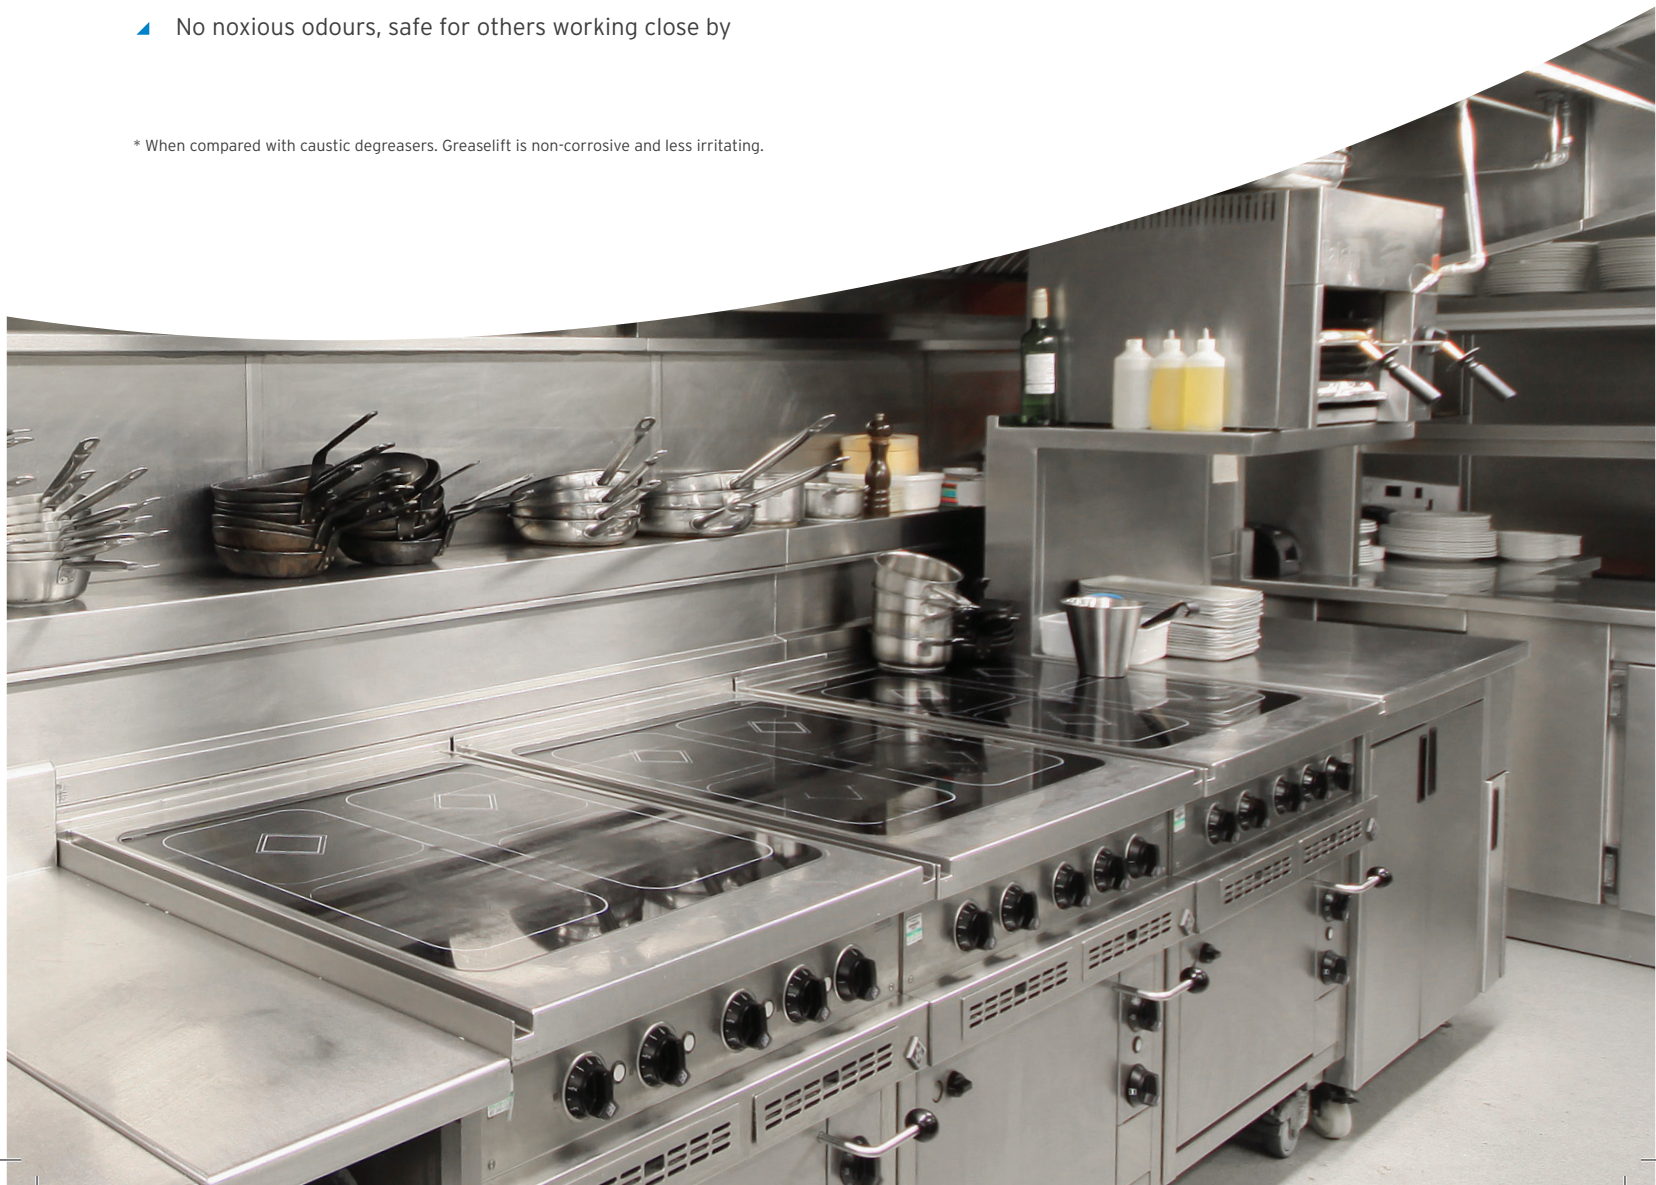 No noxious odours, safe for others working close by
* When compared with caustic degreasers. Greaselift is non-corrosive and less irritating.